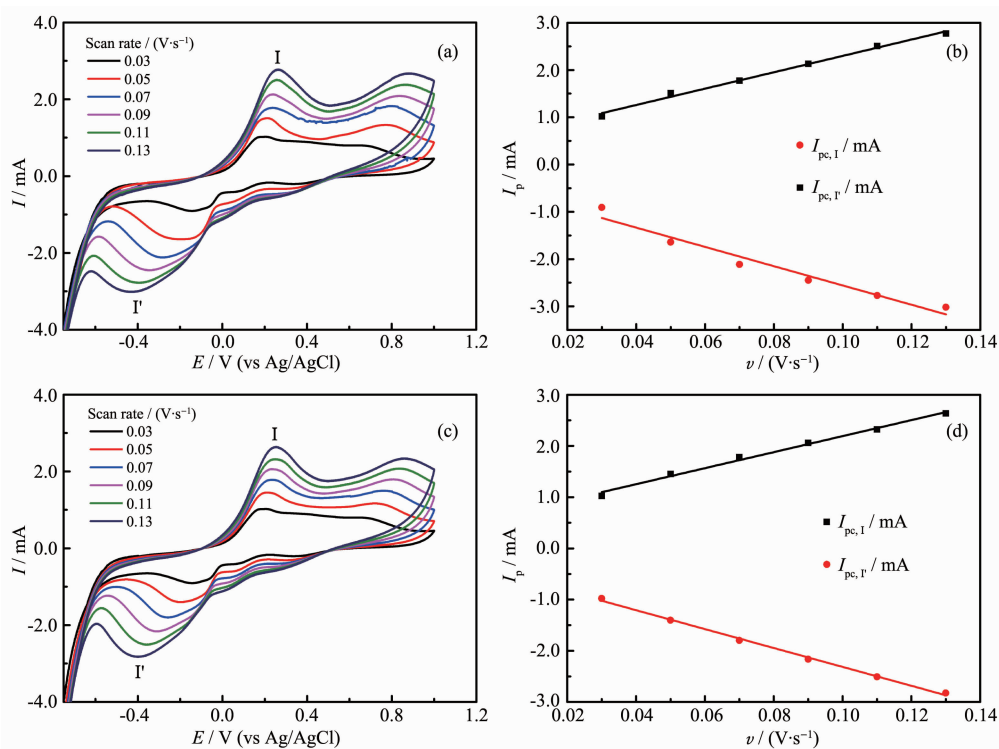 4.0
2.0
0.0
-2.0
-4.0
I / mA
Scan rate / (V·s⁻¹)
0.03
0.05
0.07
0.09
0.11
0.13
I
I'
(a)
-0.4
0.0
0.4
0.8
1.2
E / V (vs Ag/AgCl)
3.0
2.0
1.0
0.0
-1.0
-2.0
-3.0
Ip / mA
(b)
Ipc, I / mA
Ipc, I' / mA
0.02
0.04
0.06
0.08
0.10
0.12
0.14
v / (V·s⁻¹)
4.0
2.0
0.0
-2.0
-4.0
I / mA
Scan rate / (V·s⁻¹)
0.03
0.05
0.07
0.09
0.11
0.13
I
I'
(c)
-0.4
0.0
0.4
0.8
1.2
E / V (vs Ag/AgCl)
3.0
2.0
1.0
0.0
-1.0
-2.0
-3.0
Ip / mA
(d)
Ipc, I / mA
Ipc, I' / mA
0.02
0.04
0.06
0.08
0.10
0.12
0.14
v / (V·s⁻¹)